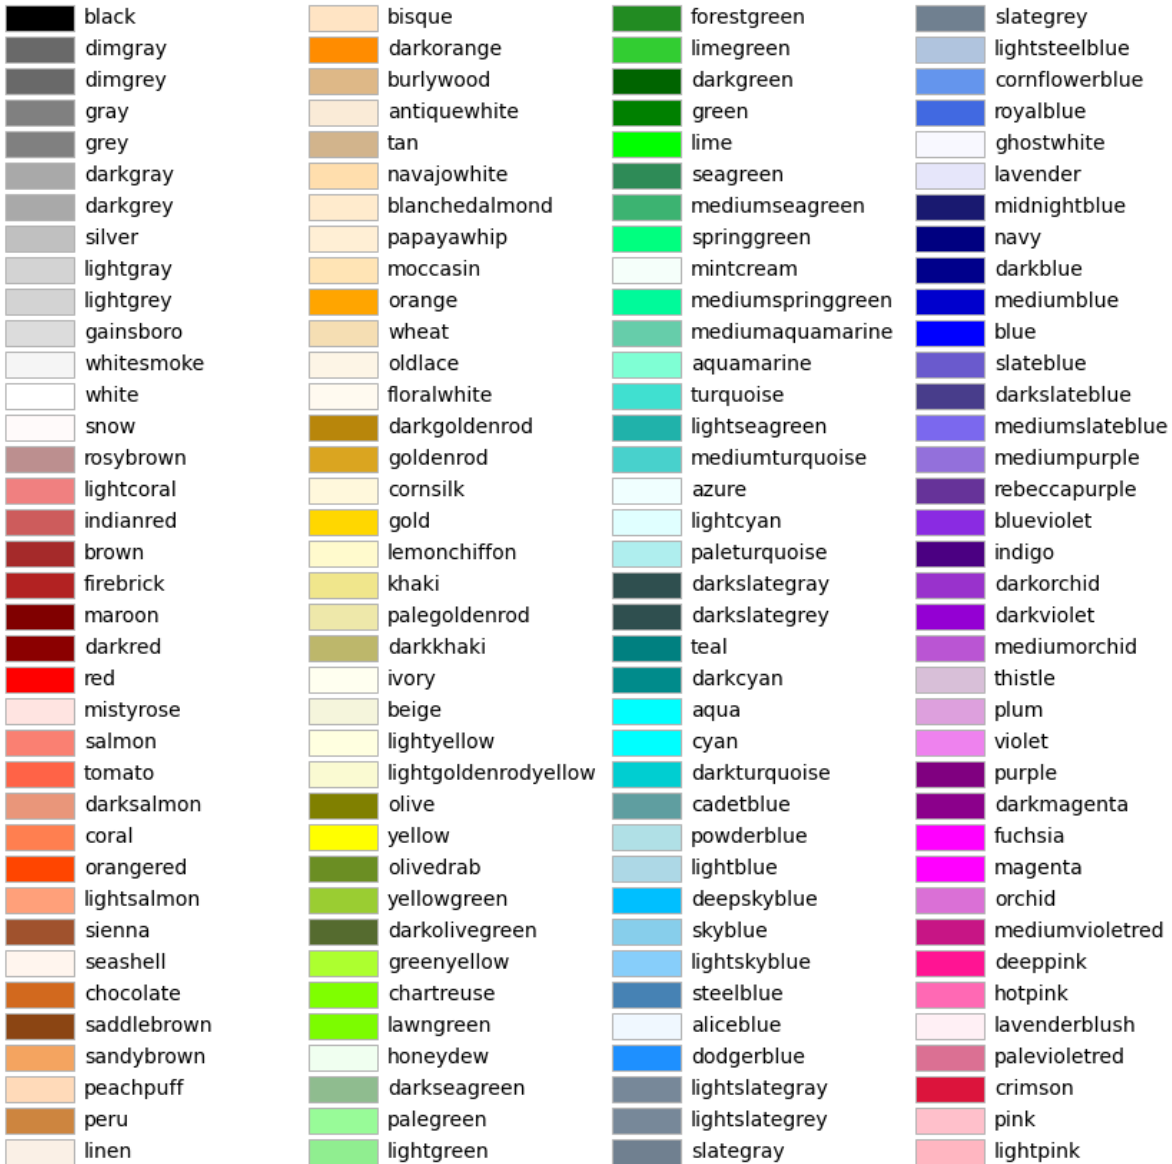 black
dimgray
dimgrey
gray
grey
darkgray
darkgrey
silver
lightgray
lightgrey
gainsboro
whitesmoke
white
snow
rosybrown
lightcoral
indianred
brown
firebrick
maroon
darkred
red
mistyrose
salmon
tomato
darksalmon
coral
orangered
lightsalmon
sienna
seashell
chocolate
saddlebrown
sandybrown
peachpuff
peru
linen
bisque
darkorange
burlywood
antiquewhite
tan
navajowhite
blanchedalmond
papayawhip
moccasin
orange
wheat
oldlace
floralwhite
darkgoldenrod
goldenrod
cornsilk
gold
lemonchiffon
khaki
palegoldenrod
darkkhaki
ivory
beige
lightyellow
lightgoldenrodyellow
olive
yellow
olivedrab
yellowgreen
darkolivegreen
greenyellow
chartreuse
lawngreen
honeydew
darkseagreen
palegreen
lightgreen
forestgreen
limegreen
darkgreen
green
lime
seagreen
mediumseagreen
springgreen
mintcream
mediumspringgreen
mediumaquamarine
aquamarine
turquoise
lightseagreen
mediumturquoise
azure
lightcyan
paleturquoise
darkslategray
darkslategrey
teal
darkcyan
aqua
cyan
darkturquoise
cadetblue
powderblue
lightblue
deepskyblue
skyblue
lightskyblue
steelblue
aliceblue
dodgerblue
lightslategray
lightslategrey
slategray
slategrey
lightsteelblue
cornflowerblue
royalblue
ghostwhite
lavender
midnightblue
navy
darkblue
mediumblue
blue
slateblue
darkslateblue
mediumslateblue
mediumpurple
rebeccapurple
blueviolet
indigo
darkorchid
darkviolet
mediumorchid
thistle
plum
violet
purple
darkmagenta
fuchsia
magenta
orchid
mediumvioletred
deeppink
hotpink
lavenderblush
palevioletred
crimson
pink
lightpink